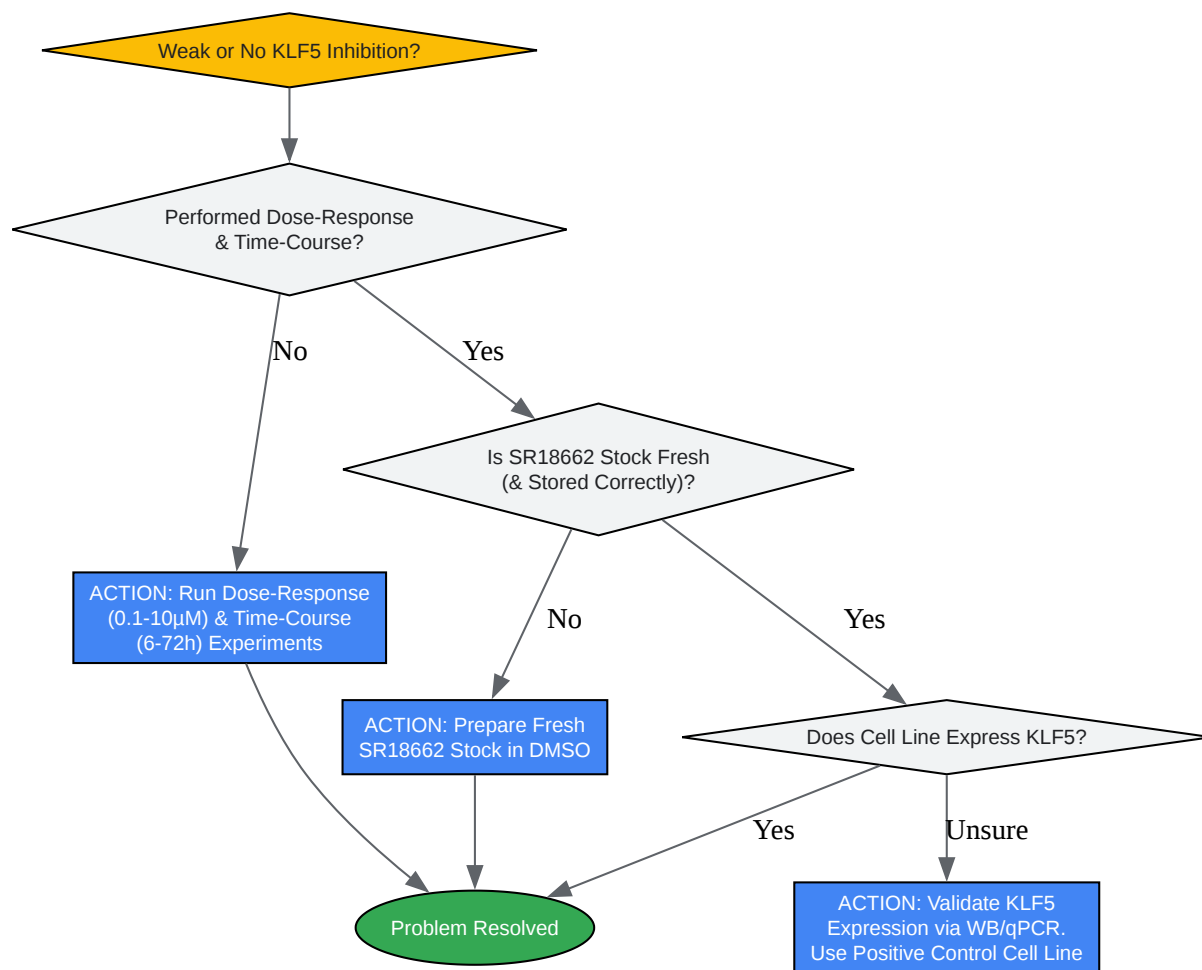 Weak or No KLF5 Inhibition?
Performed Dose-Response
& Time-Course?
No
Yes
Is SR18662 Stock Fresh
(& Stored Correctly)?
ACTION: Run Dose-Response
(0.1-10µM) & Time-Course
(6-72h) Experiments
No
Yes
ACTION: Prepare Fresh
SR18662 Stock in DMSO
Does Cell Line Express KLF5?
Yes
Unsure
Problem Resolved
ACTION: Validate KLF5
Expression via WB/qPCR.
Use Positive Control Cell Line